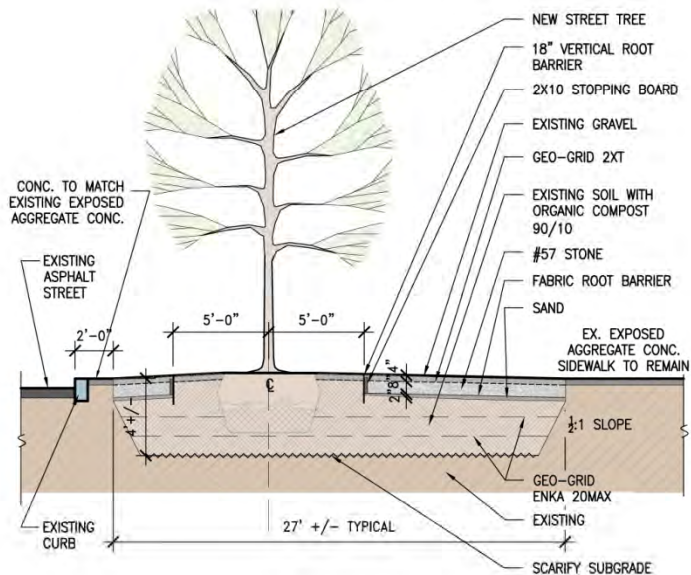 NEW STREET TREE
18" VERTICAL ROOT
BARRIER
2X10 STOPPING BOARD
EXISTING GRAVEL
GEO-GRID 2XT
EXISTING SOIL WITH
ORGANIC COMPOST
90/10
#57 STONE
FABRIC ROOT BARRIER
SAND
EX. EXPOSED
AGGREGATE CONC.
SIDEWALK TO REMAIN
CONC. TO MATCH
EXISTING EXPOSED
AGGREGATE CONC.
EXISTING
ASPHALT
STREET
2'-0"
5'-0"
5'-0"
℄
4'+/-
2"8"4"
½:1 SLOPE
GEO-GRID
ENKA 20MAX
EXISTING
EXISTING
CURB
27' +/- TYPICAL
SCARIFY SUBGRADE